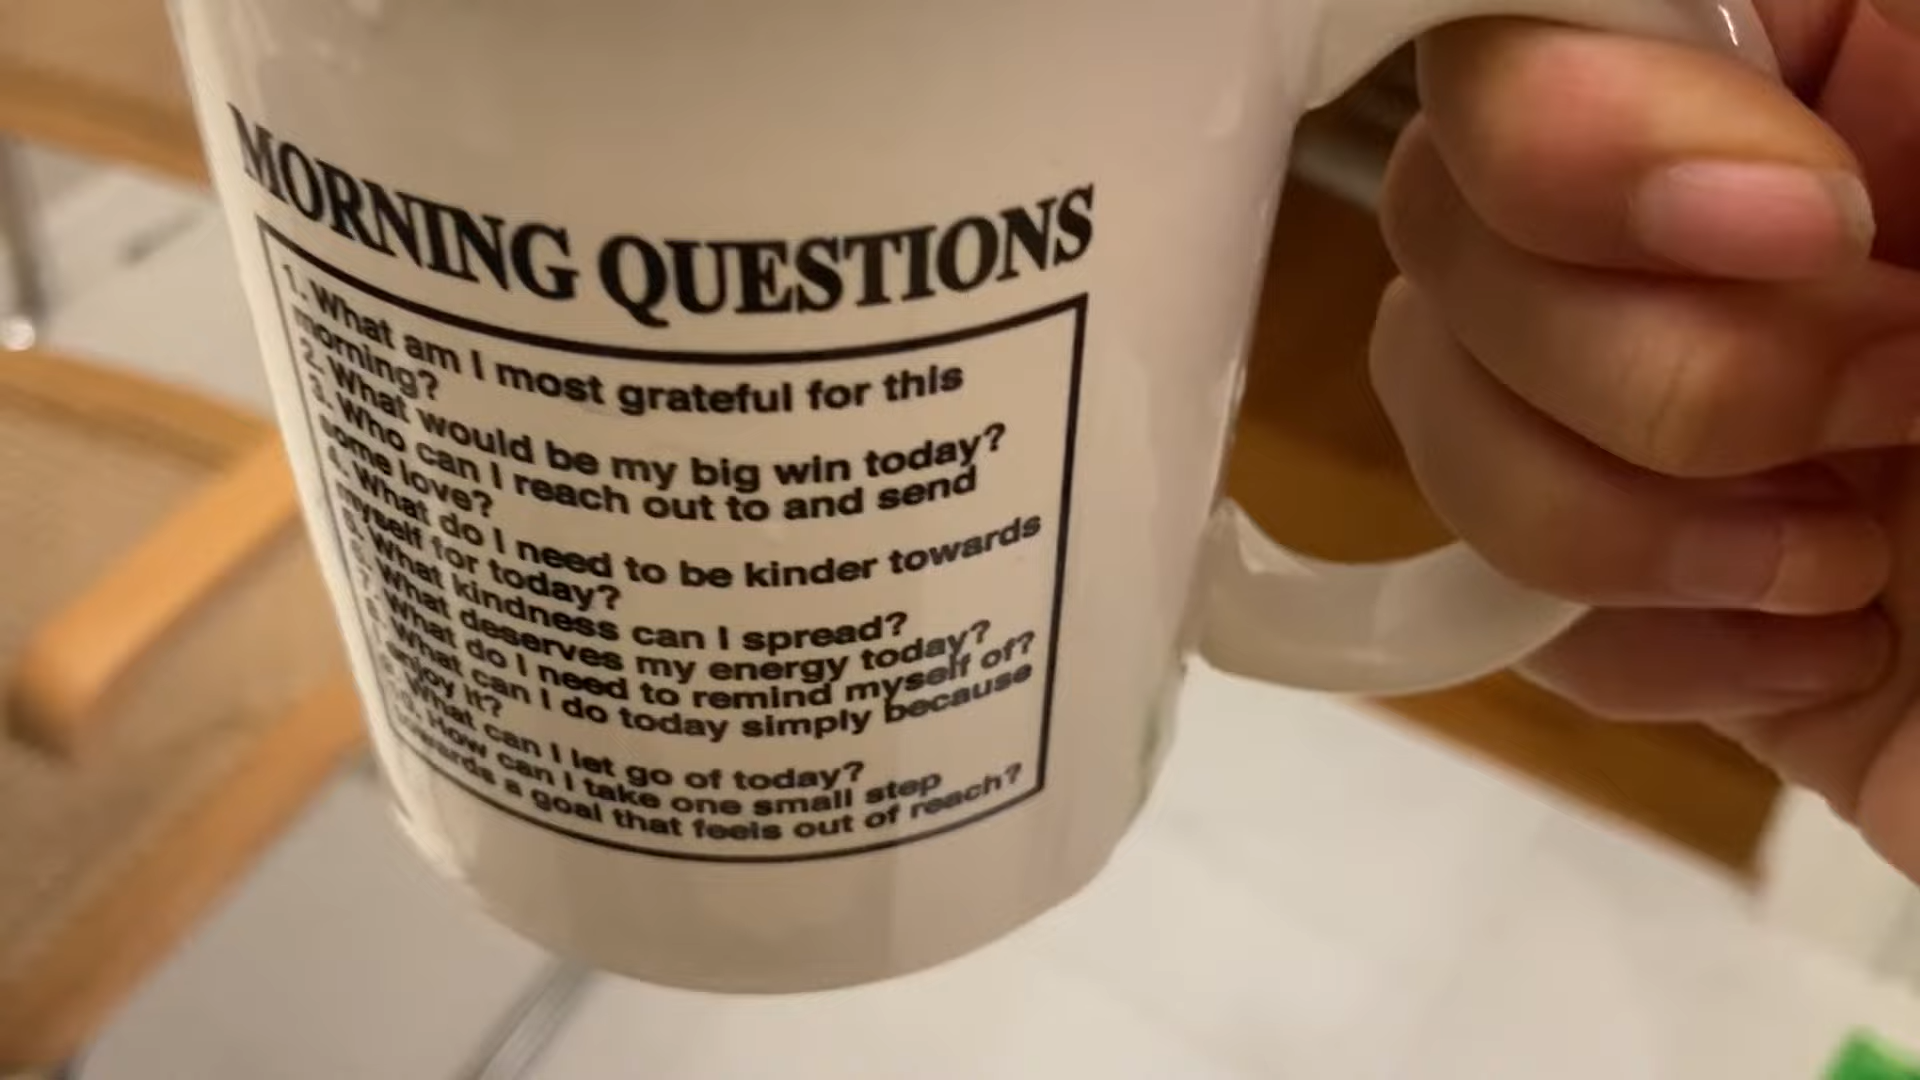 MORNING QUESTIONS
1. What am I most grateful for this
morning?
2. What would be my big win today?
3. Who can I reach out to and send
some love?
4. What do I need to be kinder towards
myself for today?
5. What kindness can I spread?
6. What deserves my energy today?
7. What do I need to remind myself of?
8. What can I do today simply because
I enjoy it?
9. What can I let go of today?
10. How can I take one small step
towards a goal that feels out of reach?